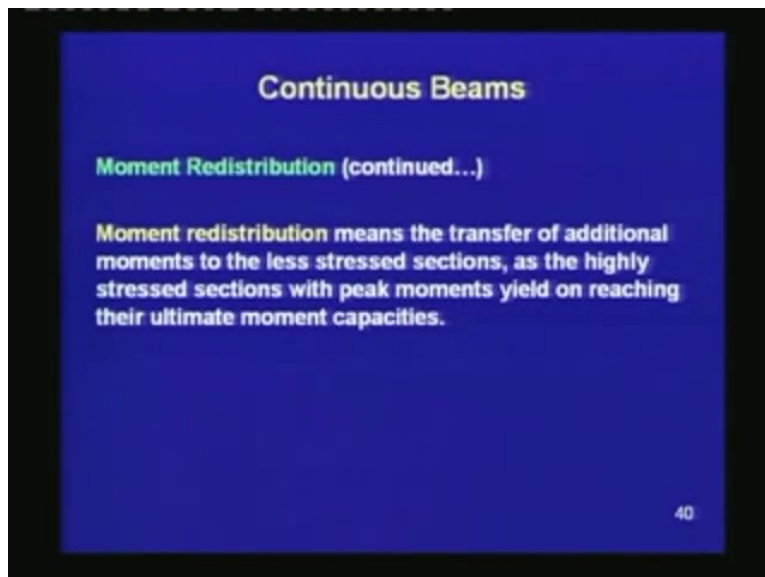 Continuous Beams
Moment Redistribution (continued...)
Moment redistribution means the transfer of additional
moments to the less stressed sections, as the highly
stressed sections with peak moments yield on reaching
their ultimate moment capacities.
40